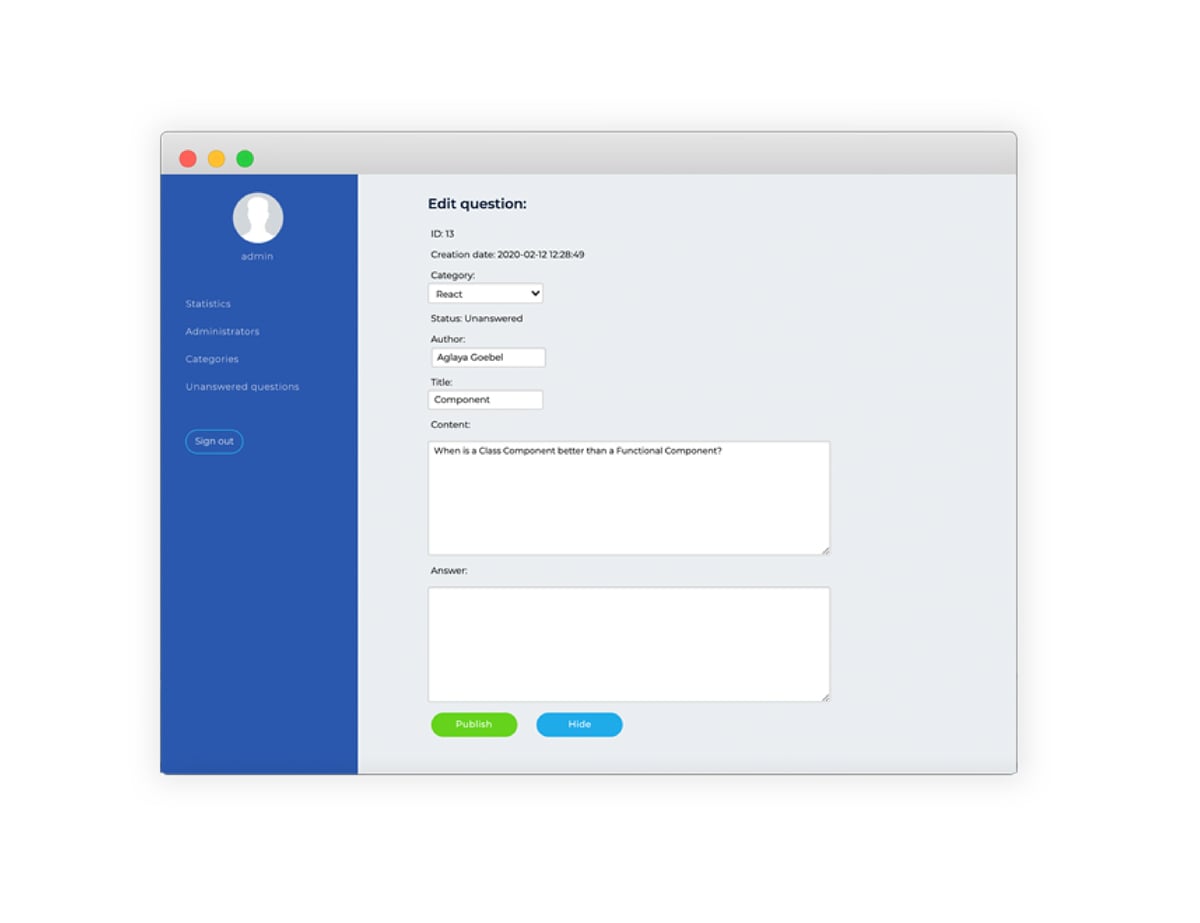 admin
Statistics
Administrators
Categories
Unanswered questions
Sign out
Edit question:
ID: 13
Creation date: 2020-02-12 12:28:49
Category:
React
Status: Unanswered
Author:
Aglaya Goebel
Title:
Component
Content:
When is a Class Component better than a Functional Component?
Answer:
Publish
Hide